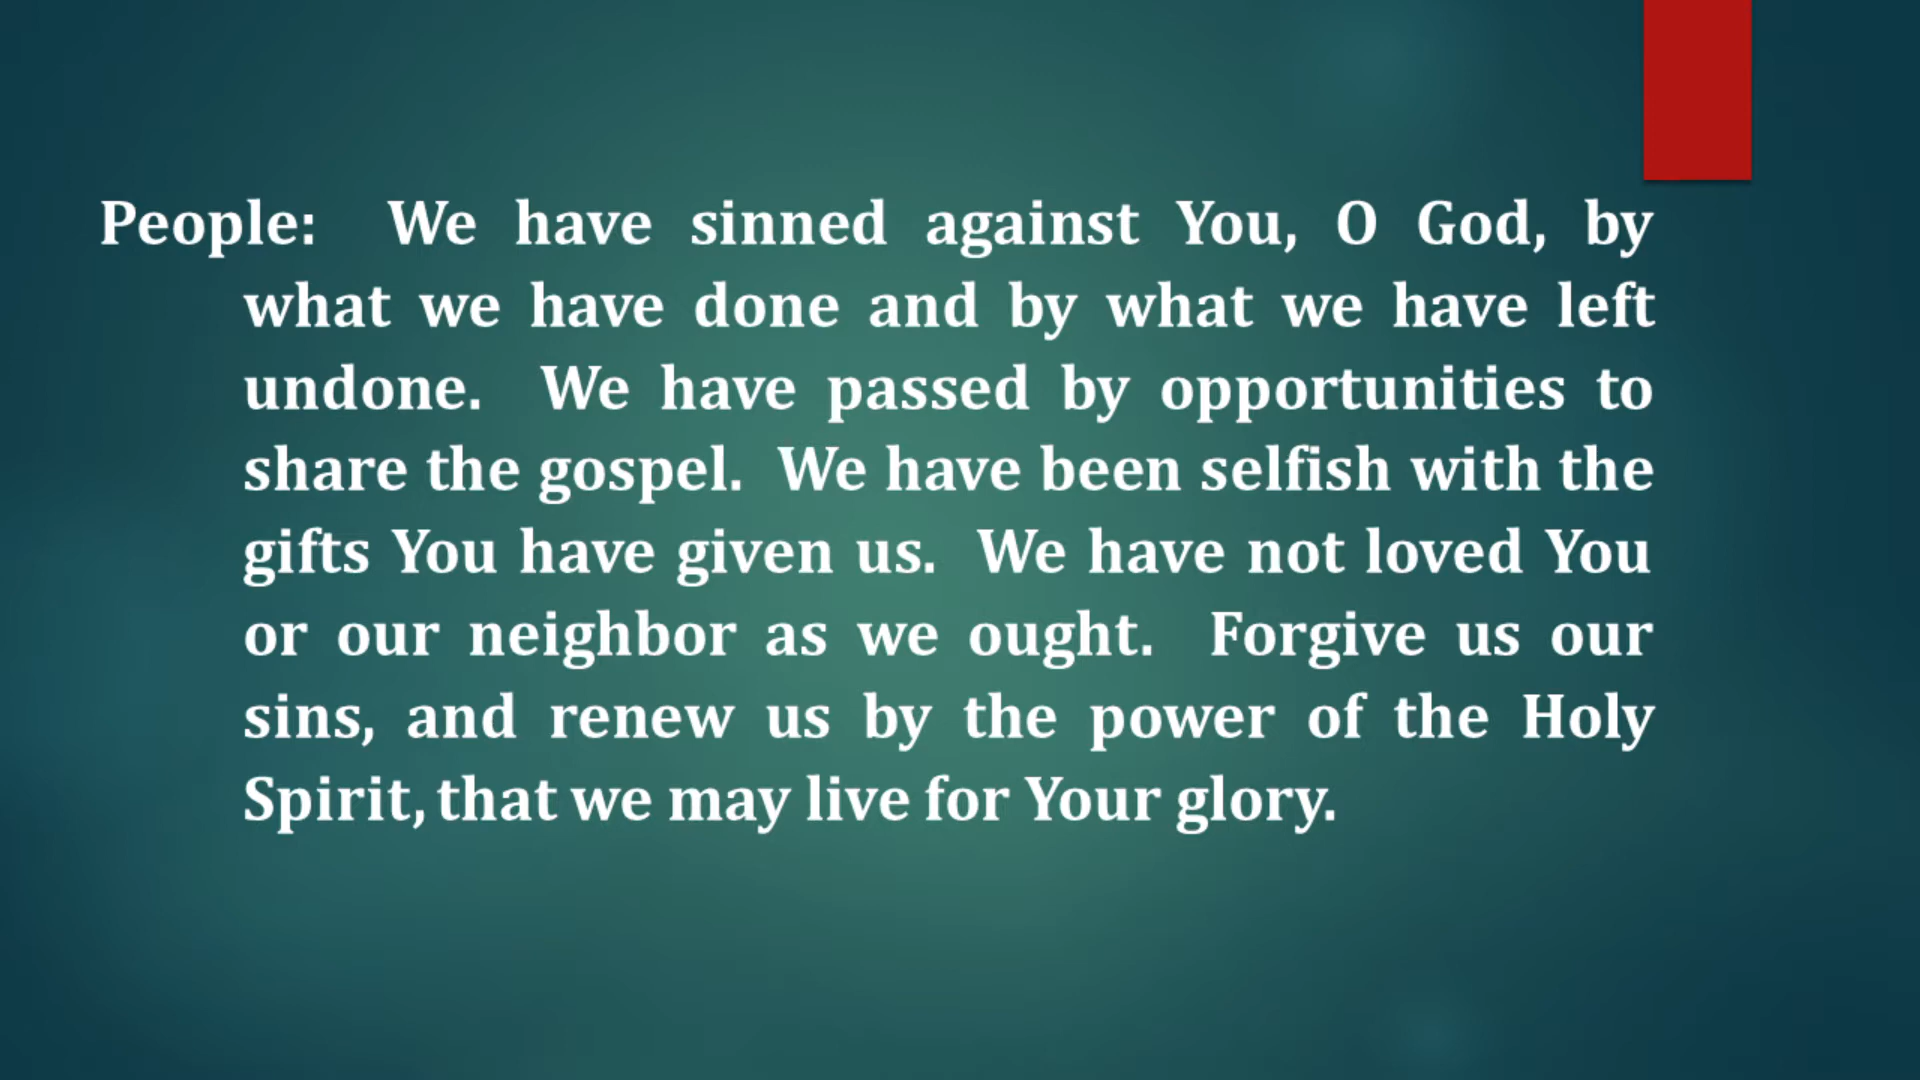 People: We have sinned against You, O God, by
what we have done and by what we have left
undone. We have passed by opportunities to
share the gospel. We have been selfish with the
gifts You have given us. We have not loved You
or our neighbor as we ought. Forgive us our
sins, and renew us by the power of the Holy
Spirit, that we may live for Your glory.